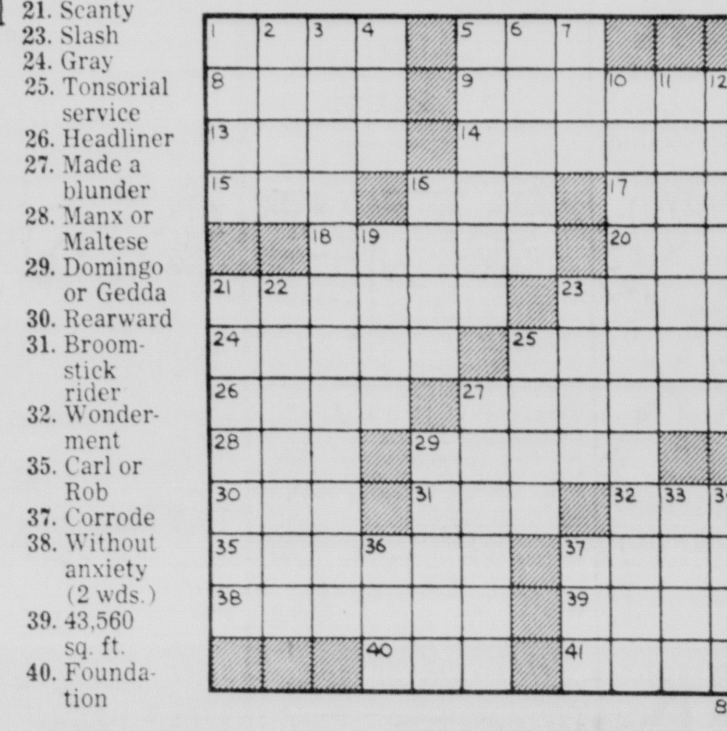 21. Scanty
23. Slash
24. Gray
25. Tonsorial
service
26. Headliner
27. Made a
blunder
28. Manx or
Maltese
29. Domingo
or Gedda
30. Rearward
31. Broom-
stick
rider
32. Wonder-
ment
35. Carl or
Rob
37. Corrode
38. Without
anxiety
(2 wds.)
39. 43,560
sq. ft.
40. Founda-
tion
1 2 3 4 5 6 7
8 9 10 11 12
13 14
15 16 17
18 19 20
21 22 23
24 25
26 27
28 29
30 31 32 33
35 36 37
38 39
40 41
8